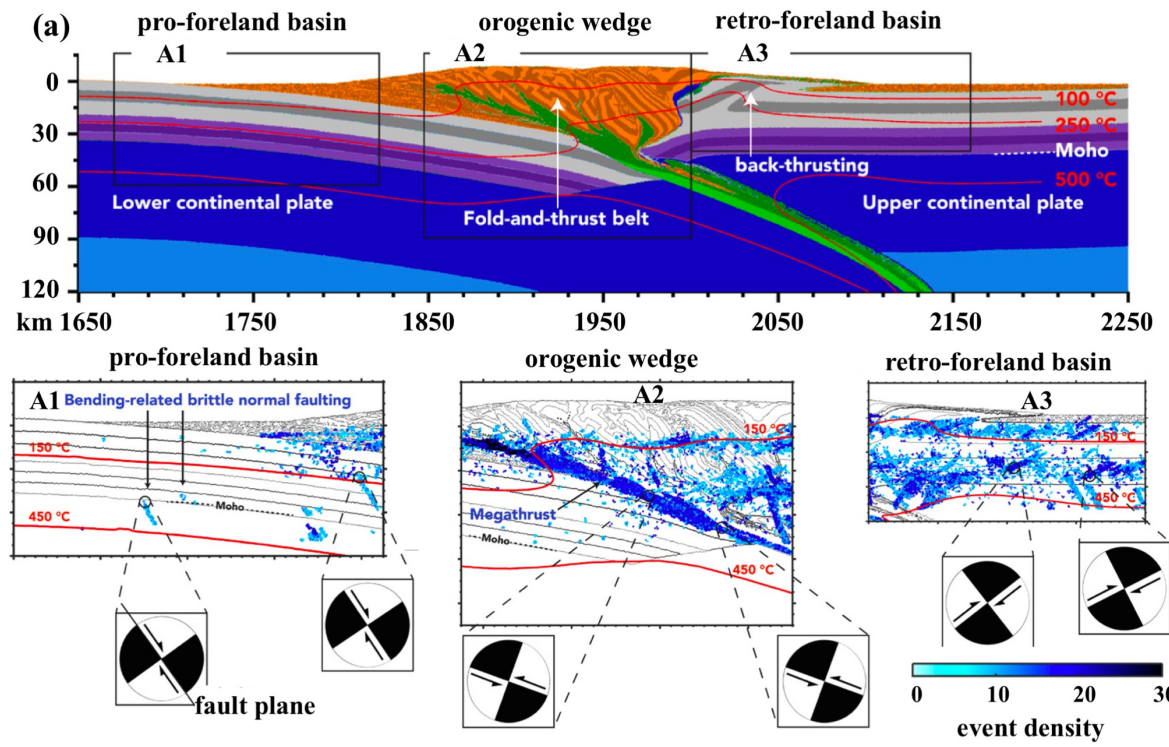 (a)
pro-foreland basin
orogenic wedge
retro-foreland basin
A1
A2
A3
0
30
60
90
120
100 °C
250 °C
Moho
500 °C
back-thrusting
Lower continental plate
Fold-and-thrust belt
Upper continental plate
km 1650
1750
1850
1950
2050
2150
2250
pro-foreland basin
orogenic wedge
retro-foreland basin
A1
Bending-related brittle normal faulting
150 °C
Moho
450 °C
A2
150 °C
Megathrust
Moho
450 °C
A3
150 °C
450 °C
fault plane
0
10
20
30
event density